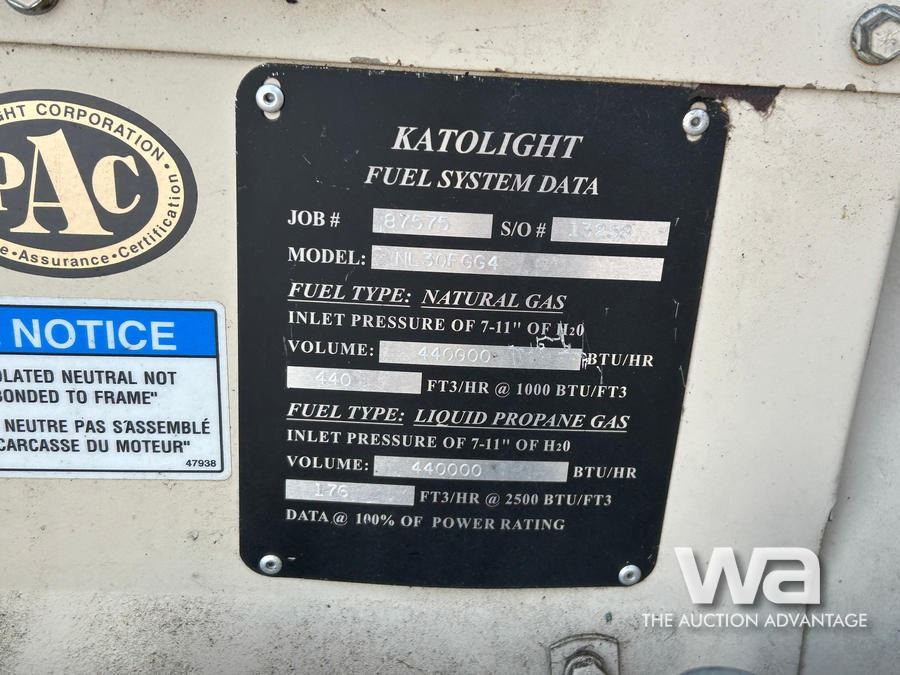 GHT CORPORATION
PAC
e • Assurance • Certification
NOTICE
OLATED NEUTRAL NOT
BONDED TO FRAME"
NEUTRE PAS S'ASSEMBLÉ
CARCASSE DU MOTEUR"
47938
KATOLIGHT
FUEL SYSTEM DATA
JOB # 87575 S/O #
MODEL: NL30FGG4
FUEL TYPE: NATURAL GAS
INLET PRESSURE OF 7-11" OF H20
VOLUME: 440000 BTU/HR
440 FT3/HR @ 1000 BTU/FT3
FUEL TYPE: LIQUID PROPANE GAS
INLET PRESSURE OF 7-11" OF H20
VOLUME: 440000 BTU/HR
176 FT3/HR @ 2500 BTU/FT3
DATA @ 100% OF POWER RATING
wa
THE AUCTION ADVANTAGE